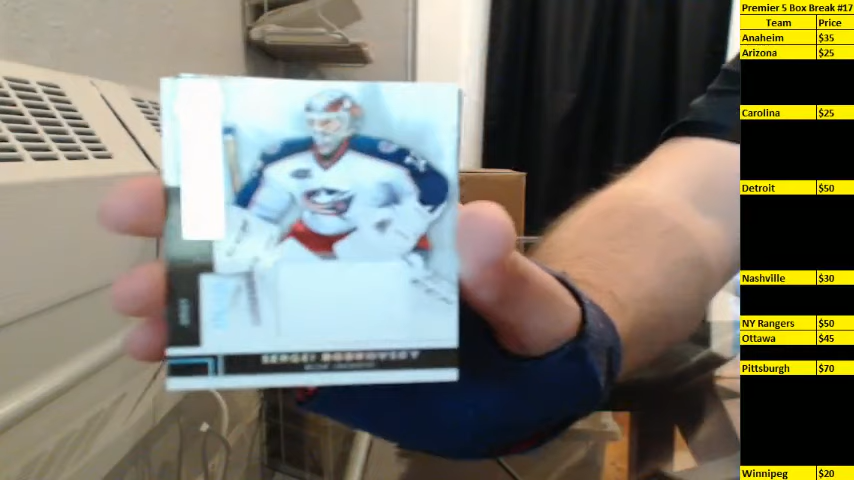 Premier 5 Box Break #17
Team Price
Anaheim $35
Arizona $25
Carolina $25
Detroit $50
Nashville $30
NY Rangers $50
Ottawa $45
Pittsburgh $70
Winnipeg $20
SERGEI BOBROVSKY